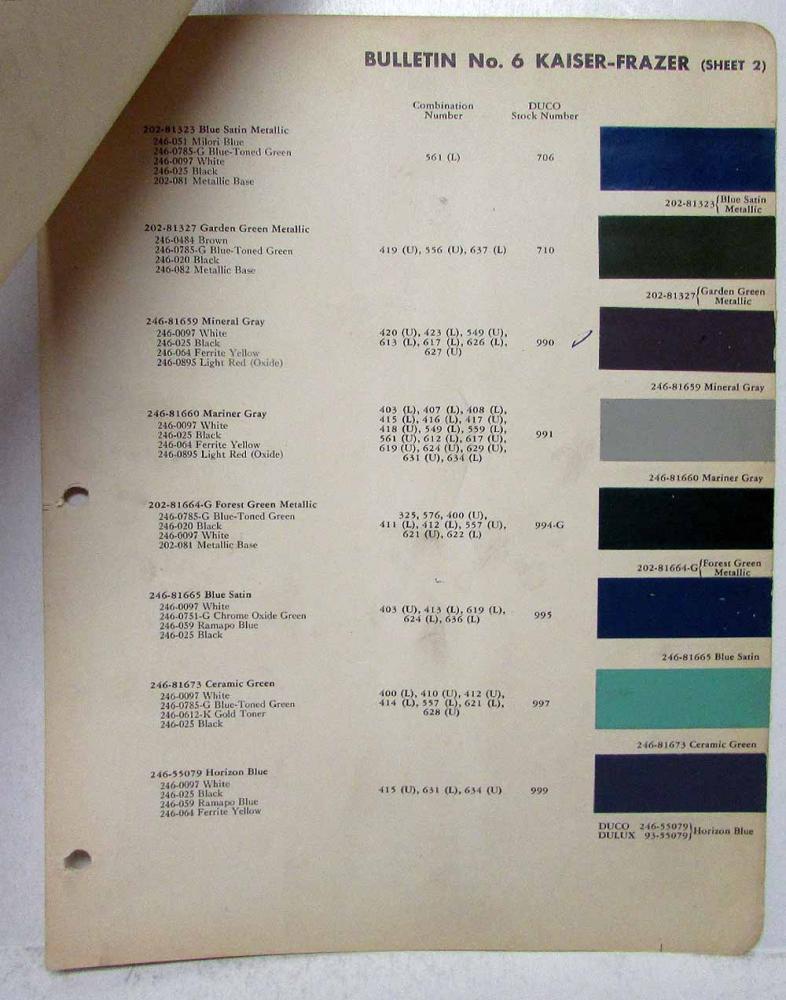 BULLETIN No. 6 KAISER-FRAZER (SHEET 2)
Combination Number
DUCO Stock Number
202-81323 Blue Satin Metallic
246-051 Milori Blue
246-0785-G Blue-Toned Green
246-0097 White
246-025 Black
202-081 Metallic Base
561 (L)
706
202-81323 { Blue Satin Metallic
202-81327 Garden Green Metallic
246-0484 Brown
246-0785-G Blue-Toned Green
246-020 Black
246-082 Metallic Base
419 (U), 556 (U), 637 (L)
710
202-81327 { Garden Green Metallic
246-81659 Mineral Gray
246-0097 White
246-025 Black
246-064 Ferrite Yellow
246-0895 Light Red (Oxide)
420 (U), 423 (L), 549 (U),
613 (L), 617 (L), 626 (L),
627 (U)
990
246-81659 Mineral Gray
246-81660 Mariner Gray
246-0097 White
246-025 Black
246-064 Ferrite Yellow
246-0895 Light Red (Oxide)
403 (L), 407 (L), 408 (L),
415 (L), 416 (L), 417 (U),
418 (U), 549 (L), 559 (L),
561 (U), 612 (L), 617 (U),
619 (U), 624 (U), 629 (U),
631 (U), 634 (L)
991
246-81660 Mariner Gray
202-81664-G Forest Green Metallic
246-0785-G Blue-Toned Green
246-020 Black
246-0097 White
202-081 Metallic Base
325, 576, 400 (U),
411 (L), 412 (L), 557 (U),
621 (U), 622 (L)
994-G
202-81664-G { Forest Green Metallic
246-81665 Blue Satin
246-0097 White
246-0751-G Chrome Oxide Green
246-059 Ramapo Blue
246-025 Black
403 (U), 413 (L), 619 (L),
624 (L), 636 (L)
995
246-81665 Blue Satin
246-81673 Ceramic Green
246-0097 White
246-0785-G Blue-Toned Green
246-0612-K Gold Toner
246-025 Black
400 (L), 410 (U), 412 (U),
414 (L), 557 (L), 621 (L),
628 (U)
997
246-81673 Ceramic Green
246-55079 Horizon Blue
246-0097 White
246-025 Black
246-059 Ramapo Blue
246-064 Ferrite Yellow
415 (U), 631 (L), 634 (U)
999
DUCO 246-55079 } Horizon Blue
DULUX 93-55079